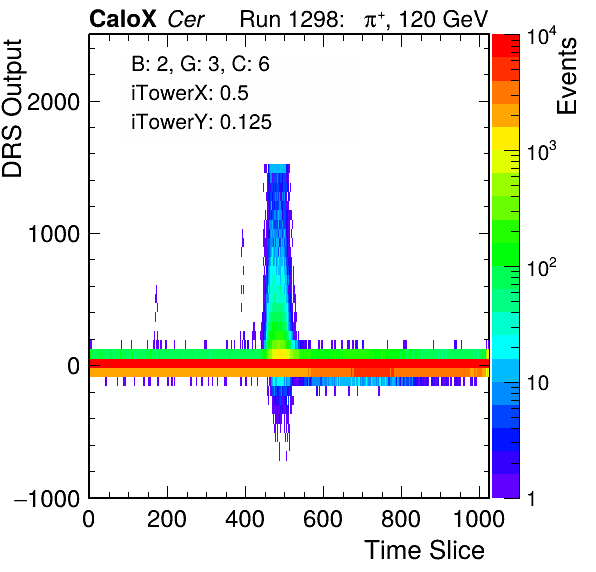 CaloX Cer Run 1298: π⁺, 120 GeV
B: 2, G: 3, C: 6
iTowerX: 0.5
iTowerY: 0.125
DRS Output
2000
1000
0
−1000
0 200 400 600 800 1000
Time Slice
Events
10⁴
10³
10²
10
1